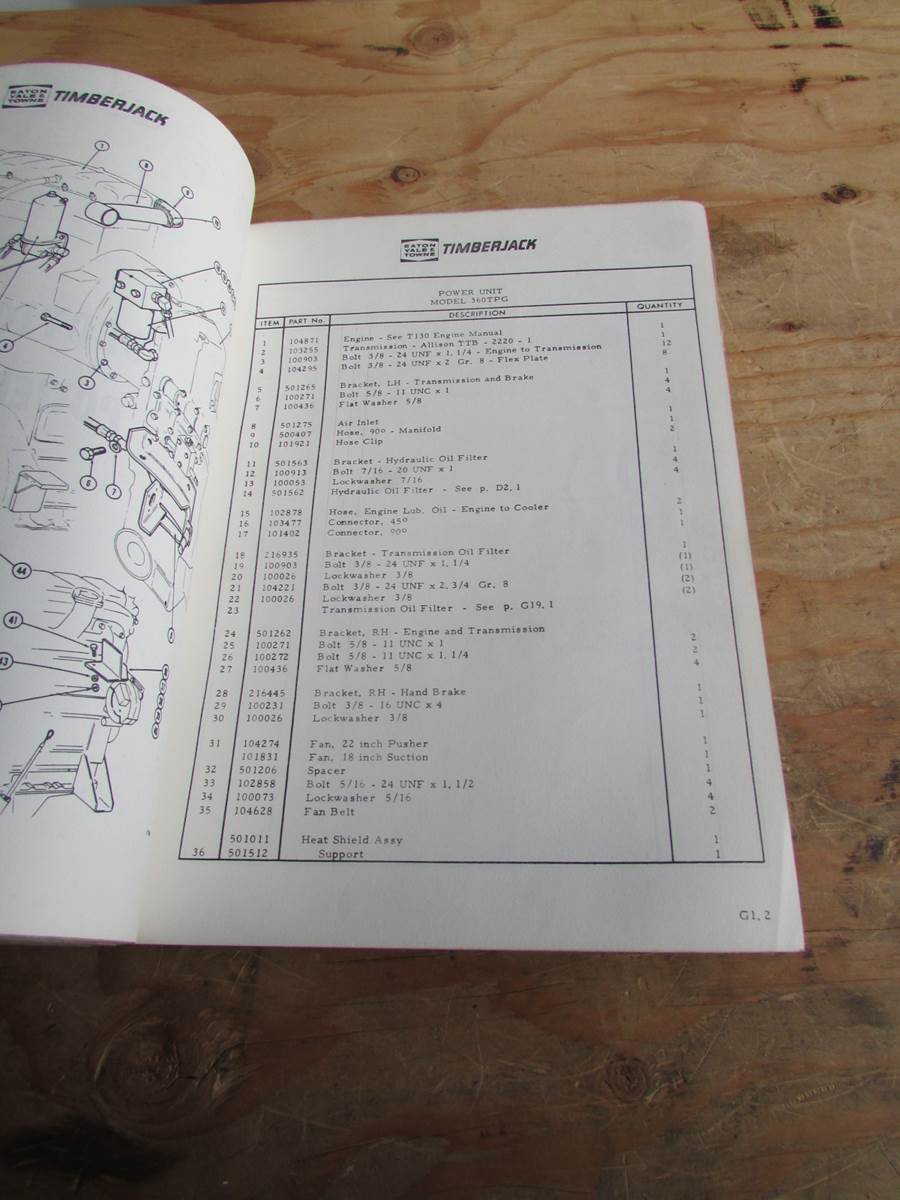 EATON
YALE &
TOWNE
TIMBERJACK
1
8
9
4
3
6
7
44
41
EATON
YALE &
TOWNE
TIMBERJACK
POWER UNIT
MODEL 360TPG
ITEM PART No. DESCRIPTION QUANTITY
1 104871 Engine - See T130 Engine Manual 1
2 103255 Transmission - Allison TTB - 2220 - 1 1
3 100903 Bolt 3/8 - 24 UNF x 1, 1/4 - Engine to Transmission 12
4 104295 Bolt 3/8 - 24 UNF x 2 Gr. 8 - Flex Plate 8
5 501265 Bracket, LH - Transmission and Brake 1
6 100271 Bolt 5/8 - 11 UNC x 1 4
7 100436 Flat Washer 5/8 4
8 501275 Air Inlet 1
9 500407 Hose, 90º - Manifold 1
10 101921 Hose Clip 2
11 501563 Bracket - Hydraulic Oil Filter 1
12 100913 Bolt 7/16 - 20 UNF x 1 4
13 100053 Lockwasher 7/16 4
14 501562 Hydraulic Oil Filter - See p. D2, 1
15 102878 Hose, Engine Lub. Oil - Engine to Cooler 2
16 103477 Connector, 45º 1
17 101402 Connector, 90º 1
18 216935 Bracket - Transmission Oil Filter 1
19 100903 Bolt 3/8 - 24 UNF x 1, 1/4 (1)
20 100026 Lockwasher 3/8 (1)
21 104221 Bolt 3/8 - 24 UNF x 2, 3/4 Gr. 8 (2)
22 100026 Lockwasher 3/8 (2)
23 Transmission Oil Filter - See p. G19, 1
24 501262 Bracket, RH - Engine and Transmission
25 100271 Bolt 5/8 - 11 UNC x 1 2
26 100272 Bolt 5/8 - 11 UNC x 1, 1/4 2
27 100436 Flat Washer 5/8 4
28 216445 Bracket, RH - Hand Brake 1
29 100231 Bolt 3/8 - 16 UNC x 4 1
30 100026 Lockwasher 3/8 1
31 104274 Fan, 22 inch Pusher 1
101831 Fan, 18 inch Suction 1
32 501206 Spacer 1
33 102858 Bolt 5/16 - 24 UNF x 1, 1/2 4
34 100073 Lockwasher 5/16 4
35 104628 Fan Belt 2
501011 Heat Shield Assy 1
36 501512 Support 1
G1, 2